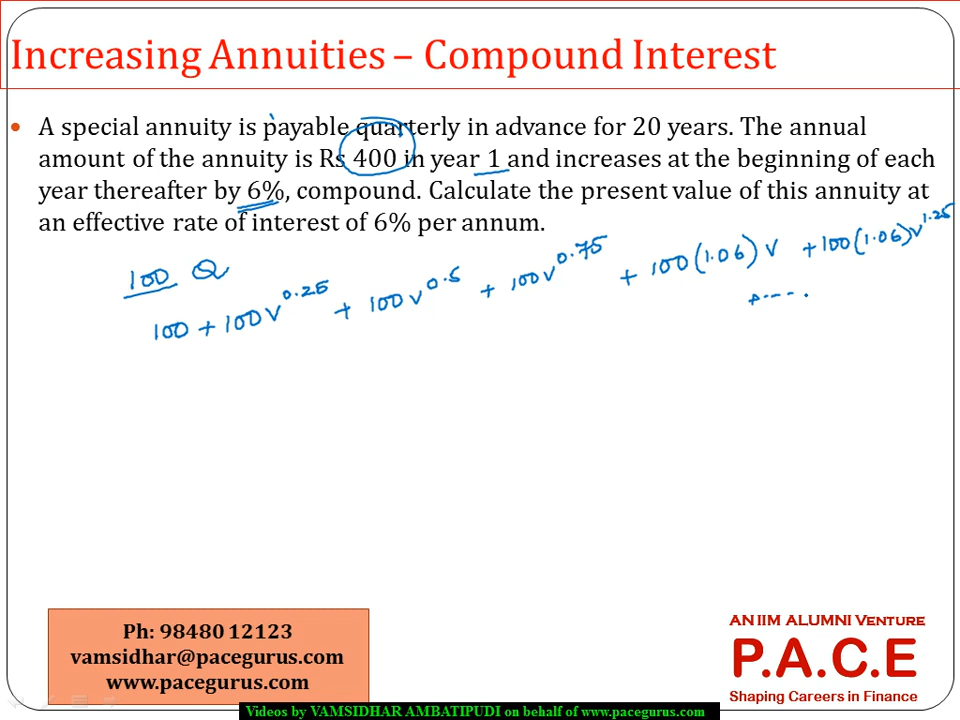 Increasing Annuities – Compound Interest
• A special annuity is payable quarterly in advance for 20 years. The annual
amount of the annuity is Rs 400 in year 1 and increases at the beginning of each
year thereafter by 6%, compound. Calculate the present value of this annuity at
an effective rate of interest of 6% per annum.
100 Q
100 + 100v^0.25 + 100v^0.5 + 100v^0.75 + 100(1.06)v + 100(1.06)v^1.25
+ ....
Ph: 98480 12123
vamsidhar@pacegurus.com
www.pacegurus.com
AN IIM ALUMNI VENTURE
P.A.C.E
Shaping Careers in Finance
Videos by VAMSIDHAR AMBATIPUDI on behalf of www.pacegurus.com